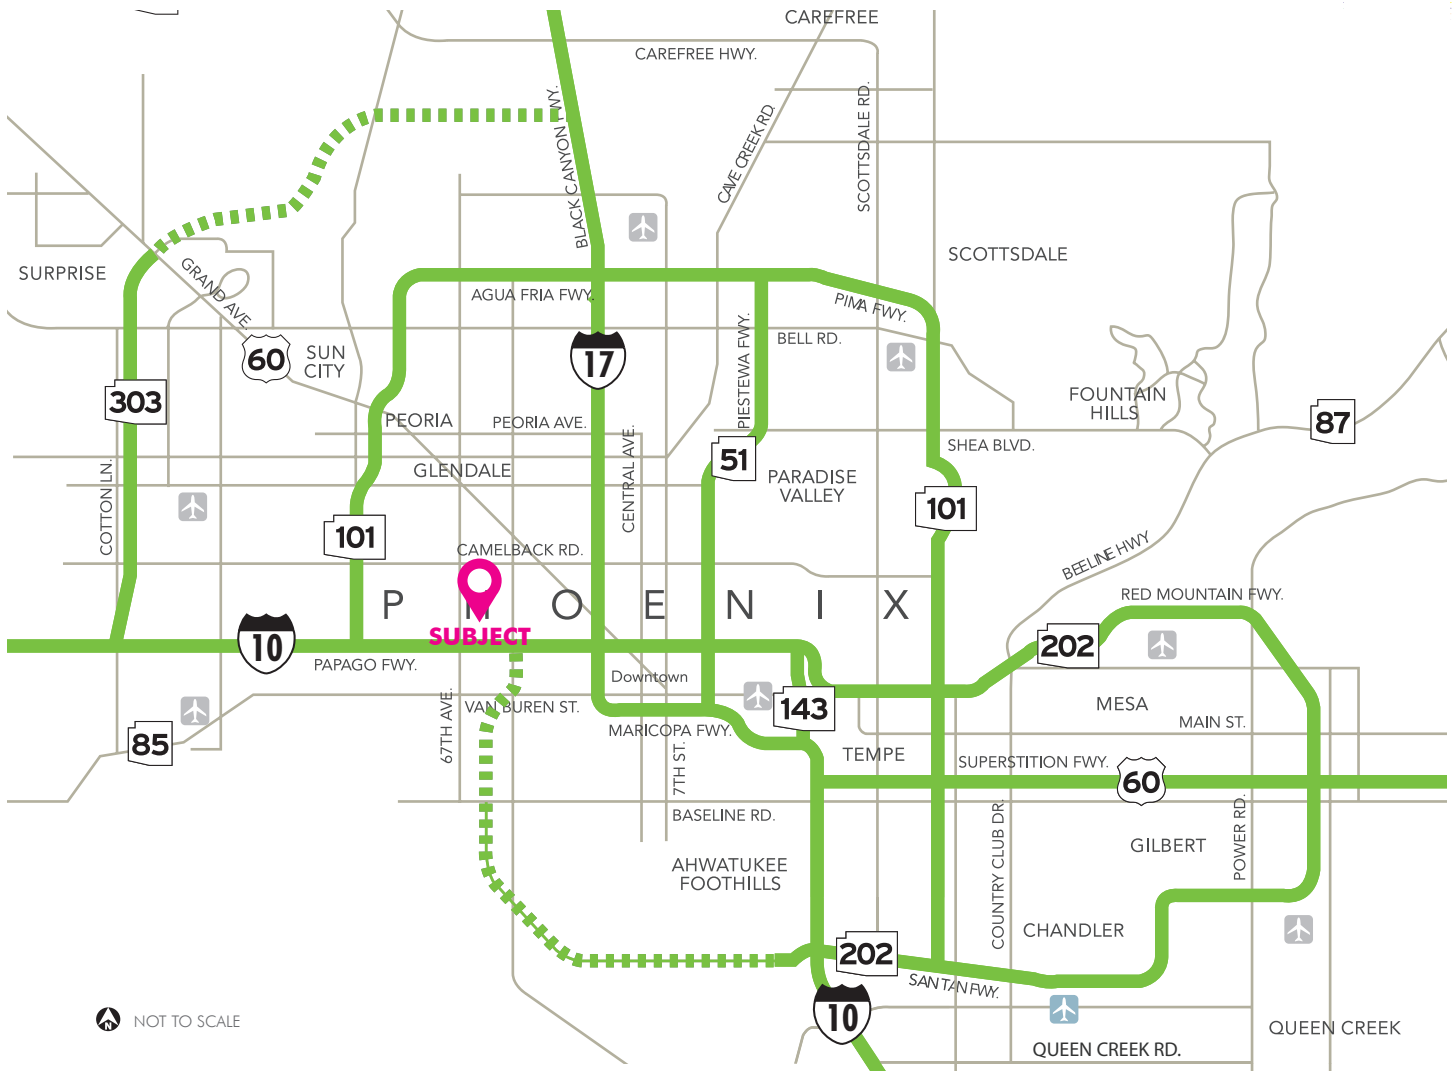 CAREFREE
CAREFREE HWY.
BLACK CANYON FWY.
CAVE CREEK RD.
SCOTTSDALE RD.
SURPRISE
GRAND AVE.
SCOTTSDALE
AGUA FRIA FWY.
PIMA FWY.
60
SUN
CITY
17
PIESTEWA FWY.
BELL RD.
303
PEORIA
PEORIA AVE.
FOUNTAIN
HILLS
87
SHEA BLVD.
GLENDALE
CENTRAL AVE.
51
PARADISE
VALLEY
COTTON LN.
101
101
CAMELBACK RD.
BEELINE HWY
PHOENIX
RED MOUNTAIN FWY.
SUBJECT
10
PAPAGO FWY.
202
Downtown
67TH AVE.
VAN BUREN ST.
143
MESA
MAIN ST.
85
MARICOPA FWY.
7TH ST.
TEMPE
SUPERSTITION FWY.
60
BASELINE RD.
COUNTRY CLUB DR.
POWER RD.
GILBERT
AHWATUKEE
FOOTHILLS
CHANDLER
202
SANTAN FWY.
10
N
NOT TO SCALE
QUEEN CREEK
QUEEN CREEK RD.